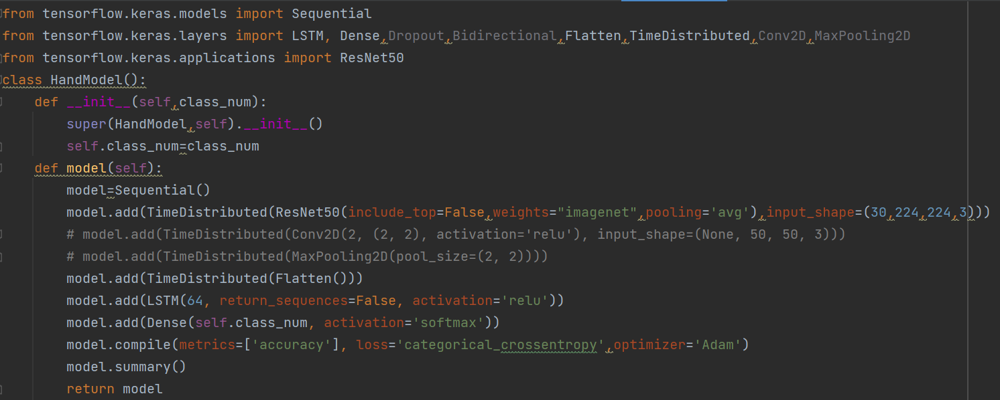 from tensorflow.keras.models import Sequential
from tensorflow.keras.layers import LSTM, Dense,Dropout,Bidirectional,Flatten,TimeDistributed,Conv2D,MaxPooling2D
from tensorflow.keras.applications import ResNet50
class HandModel():
    def __init__(self,class_num):
        super(HandModel,self).__init__()
        self.class_num=class_num
    def model(self):
        model=Sequential()
        model.add(TimeDistributed(ResNet50(include_top=False,weights="imagenet",pooling='avg'),input_shape=(30,224,224,3)))
        # model.add(TimeDistributed(Conv2D(2, (2, 2), activation='relu'), input_shape=(None, 50, 50, 3)))
        # model.add(TimeDistributed(MaxPooling2D(pool_size=(2, 2))))
        model.add(TimeDistributed(Flatten()))
        model.add(LSTM(64, return_sequences=False, activation='relu'))
        model.add(Dense(self.class_num, activation='softmax'))
        model.compile(metrics=['accuracy'], loss='categorical_crossentropy',optimizer='Adam')
        model.summary()
        return model